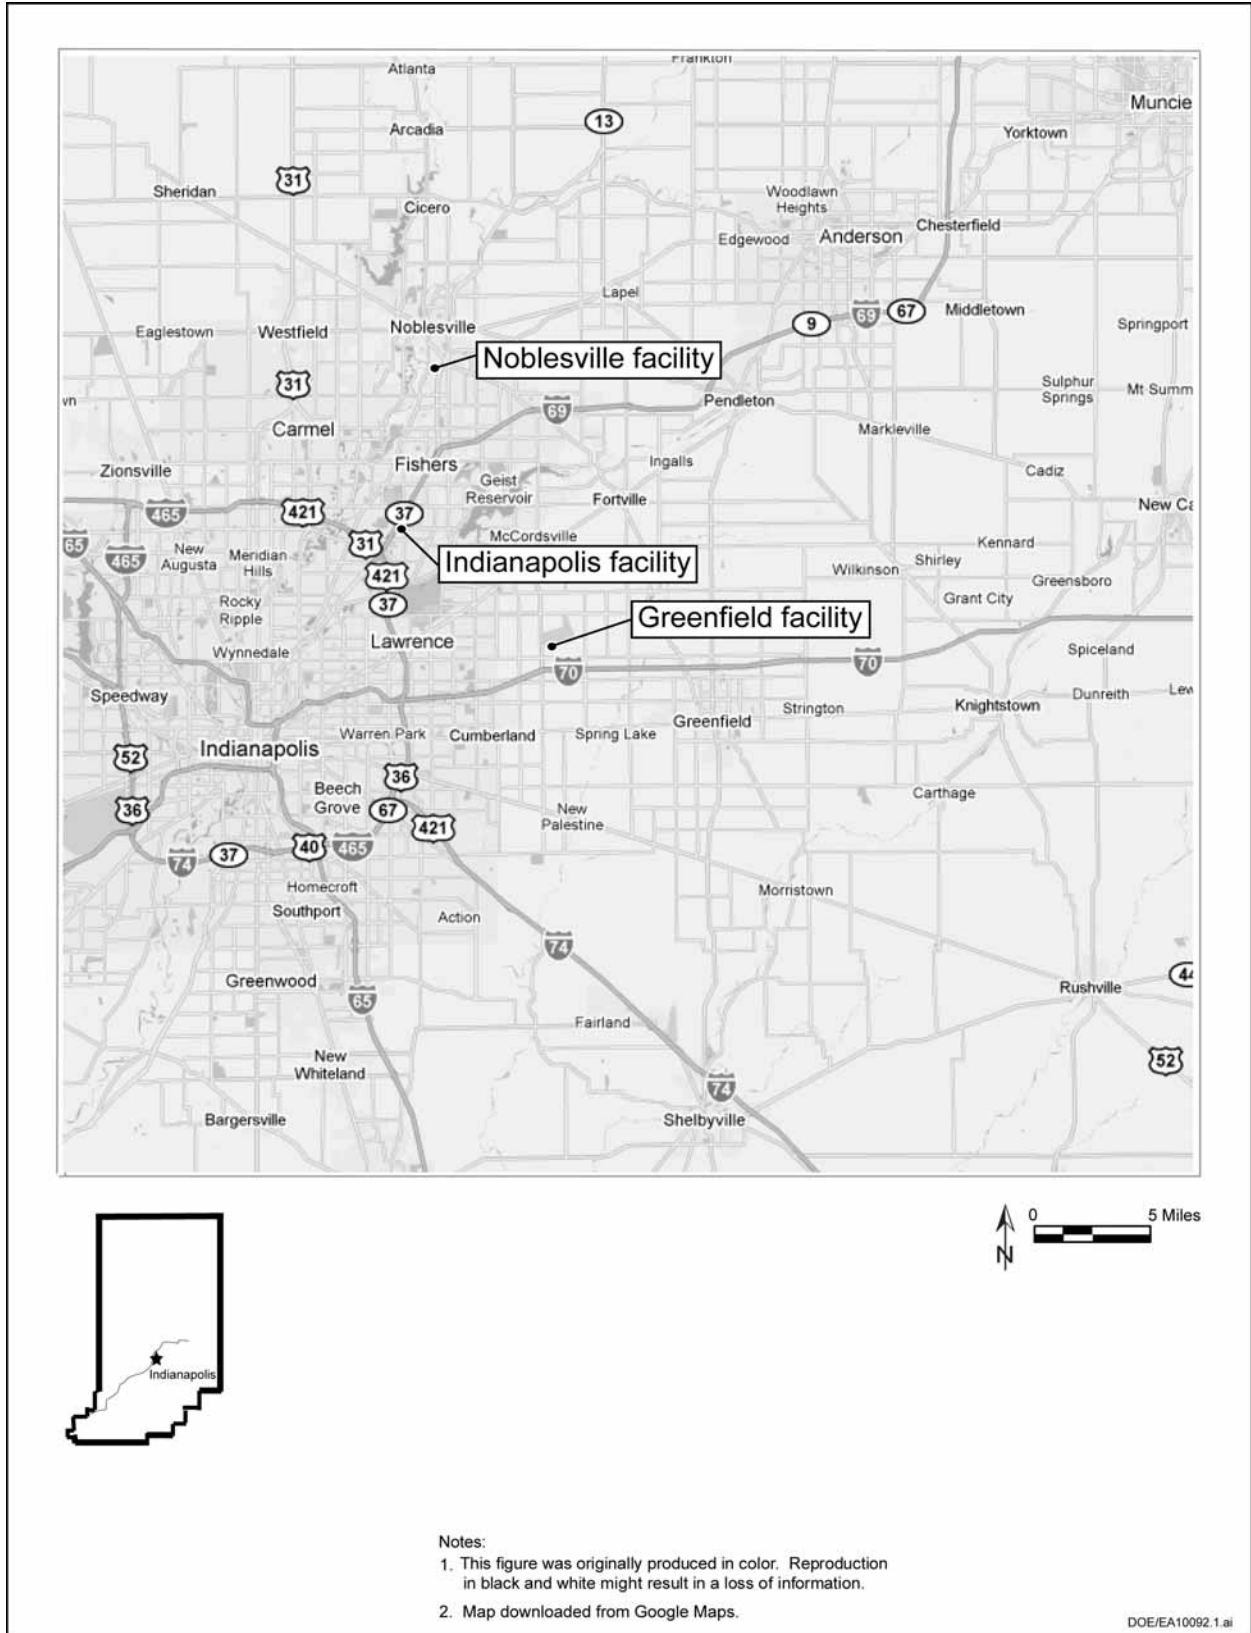 Frankton
Atlanta
Muncie
13
Arcadia
Yorktown
31
Sheridan
Woodlawn
Heights
Cicero
Chesterfield
Edgewood
Anderson
Lapel
Middletown
9
69
67
Springport
Eaglestown
Westfield
Noblesville
Noblesville facility
31
Sulphur
Springs
Mt Summ
vn
Pendleton
69
Carmel
Markleville
Zionsville
Fishers
Ingalls
Cadiz
Geist
Reservoir
Fortville
New Ca
465
421
37
McCordsville
Kennard
65
465
New
Augusta
Meridian
Hills
31
Indianapolis facility
Shirley
Wilkinson
Greensboro
421
Grant City
Rocky
Ripple
37
Greenfield facility
Lawrence
Wynnedale
Spiceland
70
70
Speedway
Dunreith
Lew
Strington
Knightstown
Greenfield
Indianapolis
Warren Park
Cumberland
Spring Lake
52
36
Beech
Grove
Carthage
36
67
New
Palestine
421
74
37
40
465
Homecroft
Morristown
Southport
Action
74
Greenwood
44
Rushville
65
Fairland
New
Whiteland
52
74
Bargersville
Shelbyville
0 5 Miles
N
Indianapolis
Notes:
1. This figure was originally produced in color. Reproduction
in black and white might result in a loss of information.
2. Map downloaded from Google Maps.
DOE/EA10092.1.ai